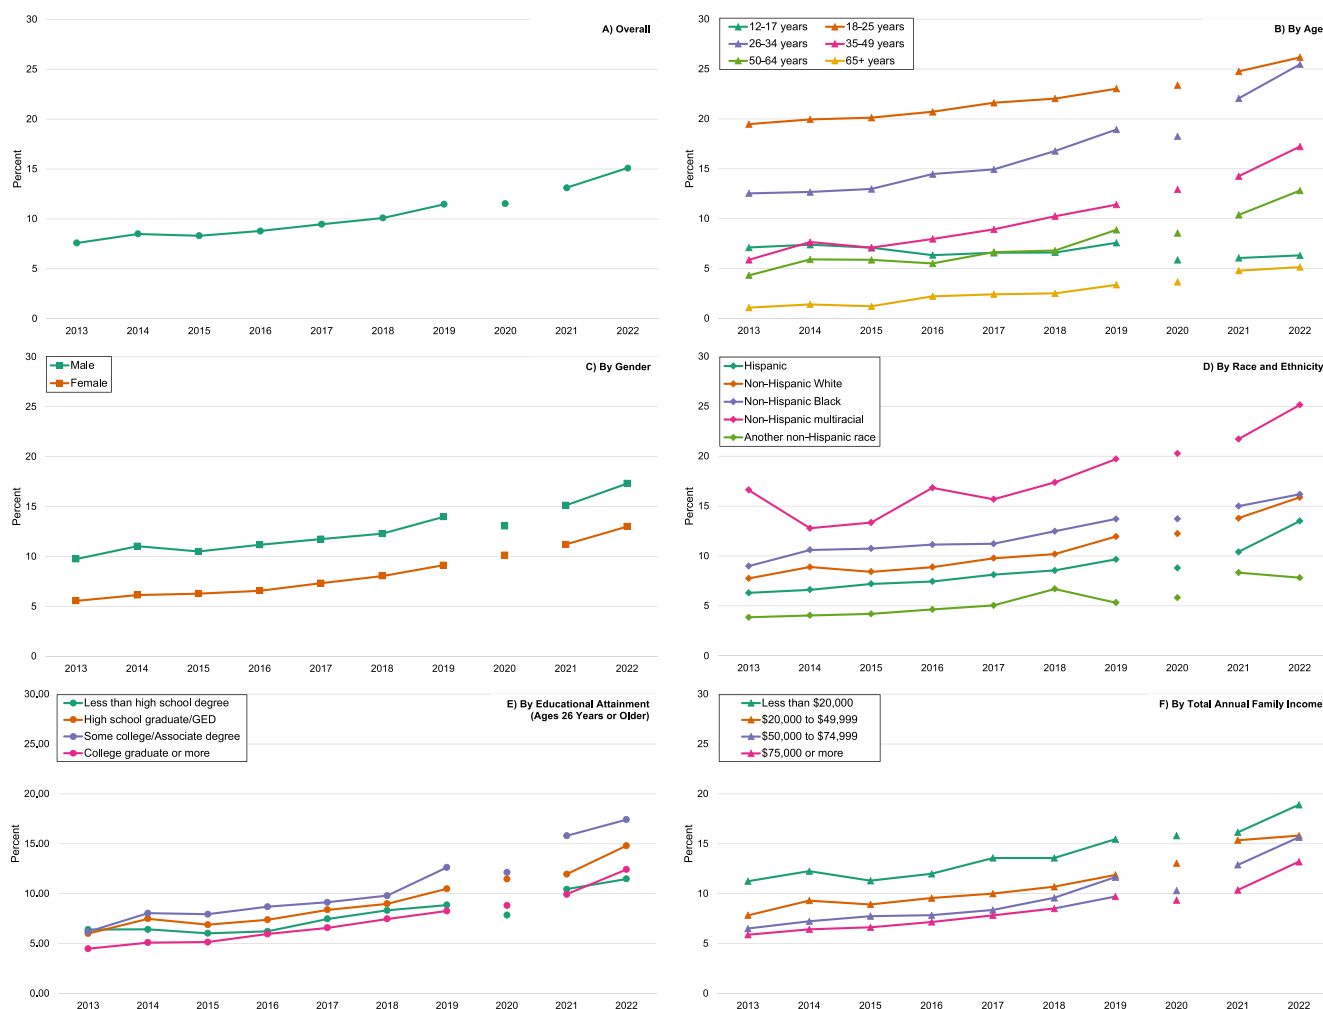 A) Overall
30
25
20
15
10
5
0
Percent
2013 2014 2015 2016 2017 2018 2019 2020 2021 2022
B) By Age
12-17 years 18-25 years
26-34 years 35-49 years
50-64 years 65+ years
30
25
20
15
10
5
0
Percent
2013 2014 2015 2016 2017 2018 2019 2020 2021 2022
C) By Gender
Male
Female
30
25
20
15
10
5
0
Percent
2013 2014 2015 2016 2017 2018 2019 2020 2021 2022
D) By Race and Ethnicity
Hispanic
Non-Hispanic White
Non-Hispanic Black
Non-Hispanic multiracial
Another non-Hispanic race
30
25
20
15
10
5
0
Percent
2013 2014 2015 2016 2017 2018 2019 2020 2021 2022
E) By Educational Attainment
(Ages 26 Years or Older)
Less than high school degree
High school graduate/GED
Some college/Associate degree
College graduate or more
30.00
25.00
20.00
15.00
10.00
5.00
0.00
Percent
2013 2014 2015 2016 2017 2018 2019 2020 2021 2022
F) By Total Annual Family Income
Less than $20,000
$20,000 to $49,999
$50,000 to $74,999
$75,000 or more
30
25
20
15
10
5
0
Percent
2013 2014 2015 2016 2017 2018 2019 2020 2021 2022